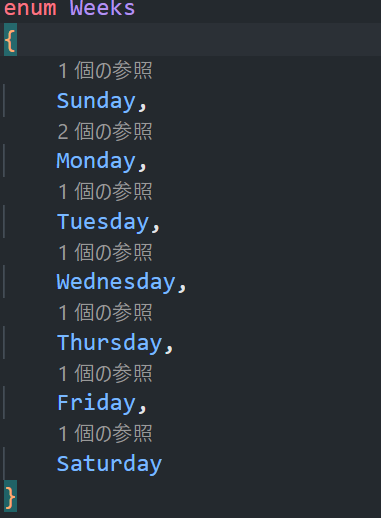 enum Weeks
{
1 個の参照
Sunday,
2 個の参照
Monday,
1 個の参照
Tuesday,
1 個の参照
Wednesday,
1 個の参照
Thursday,
1 個の参照
Friday,
1 個の参照
Saturday
}